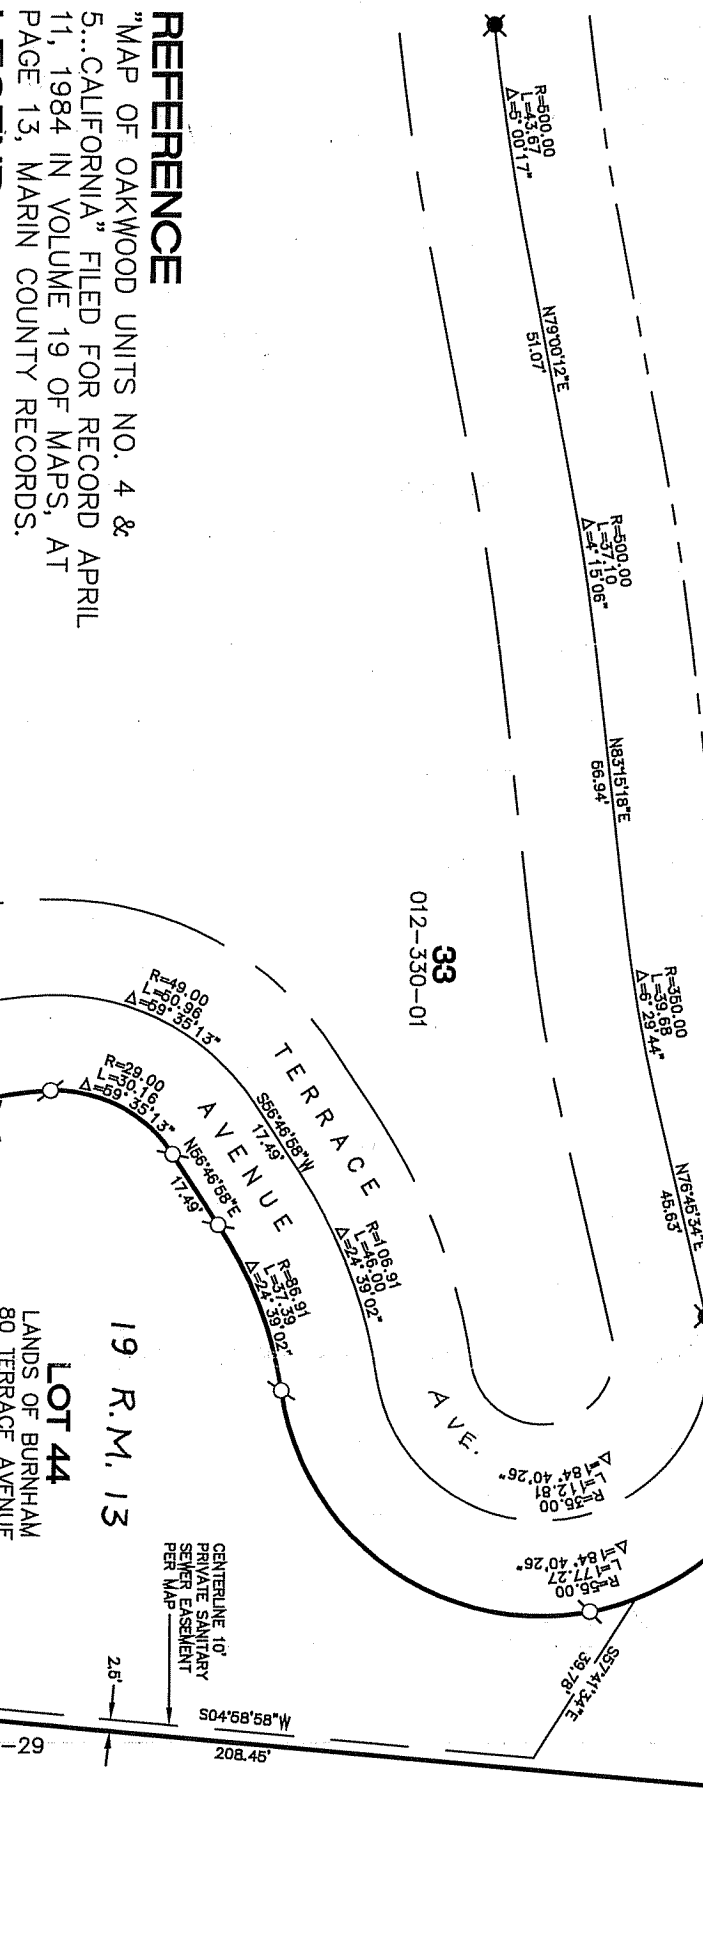 REFERENCE
"MAP OF OAKWOOD UNITS NO. 4 &
5...CALIFORNIA" FILED FOR RECORD APRIL
11, 1984 IN VOLUME 19 OF MAPS, AT
PAGE 13, MARIN COUNTY RECORDS.
R=500.00
L=43.67
Δ=5°00'17"
N79°00'12"E
51.07'
R=500.00
L=37.10
Δ=4°15'06"
N83°15'18"E
56.94'
R=350.00
L=39.68
Δ=6°29'44"
N76°45'34"E
45.63'
33
012-330-01
R=49.00
L=50.96
Δ=59°35'13"
R=29.00
L=30.16
Δ=59°35'13"
TERRACE
AVENUE
S56°46'58"W
17.49'
N56°46'58"E
17.49'
R=106.91
L=46.00
Δ=24°39'02"
R=86.91
L=37.39
Δ=24°39'02"
AVE.
R=35.00
L=112.81
Δ=184°40'26"
R=55.00
L=177.27
Δ=184°40'26"
S57°41'34"E
39.78'
19 R.M. 13
LOT 44
LANDS OF BURNHAM
80 TERRACE AVENUE
CENTERLINE 10'
PRIVATE SANITARY
SEWER EASEMENT
PER MAP
2.5'
S04°58'58"W
208.45'
-29